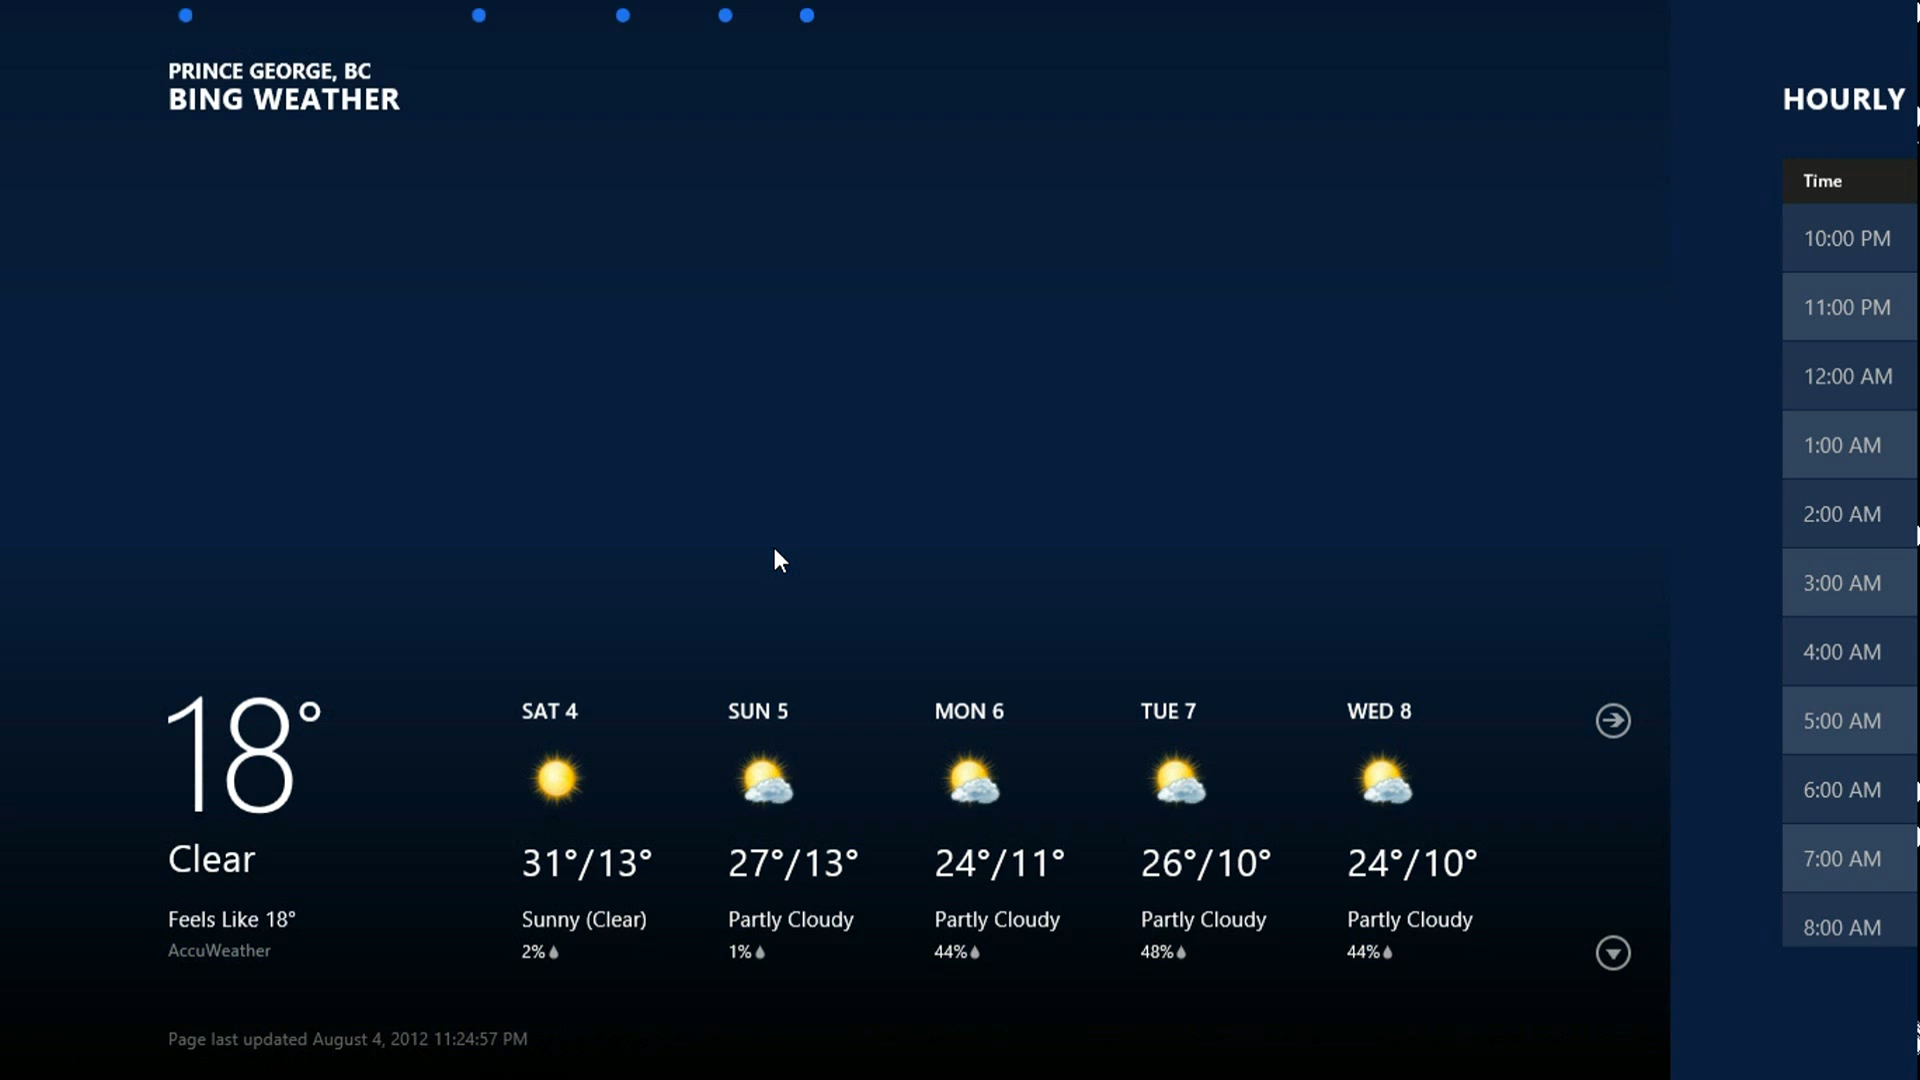 PRINCE GEORGE, BC
BING WEATHER
18°
Clear
Feels Like 18°
AccuWeather
SAT 4
31°/13°
Sunny (Clear)
2%
SUN 5
27°/13°
Partly Cloudy
1%
MON 6
24°/11°
Partly Cloudy
44%
TUE 7
26°/10°
Partly Cloudy
48%
WED 8
24°/10°
Partly Cloudy
44%
Page last updated August 4, 2012 11:24:57 PM
HOURLY
Time
10:00 PM
11:00 PM
12:00 AM
1:00 AM
2:00 AM
3:00 AM
4:00 AM
5:00 AM
6:00 AM
7:00 AM
8:00 AM